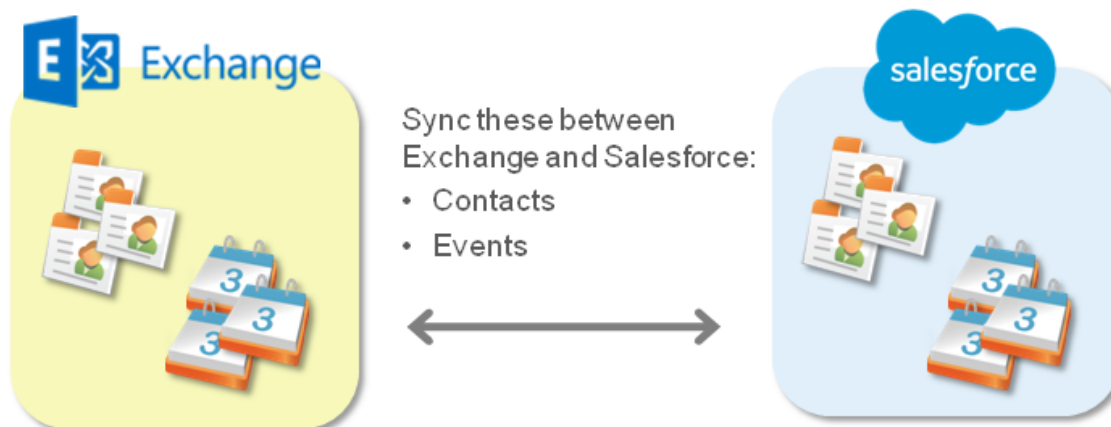 E Exchange
salesforce
Sync these between
Exchange and Salesforce:
• Contacts
• Events
3
3
3
3
3
3